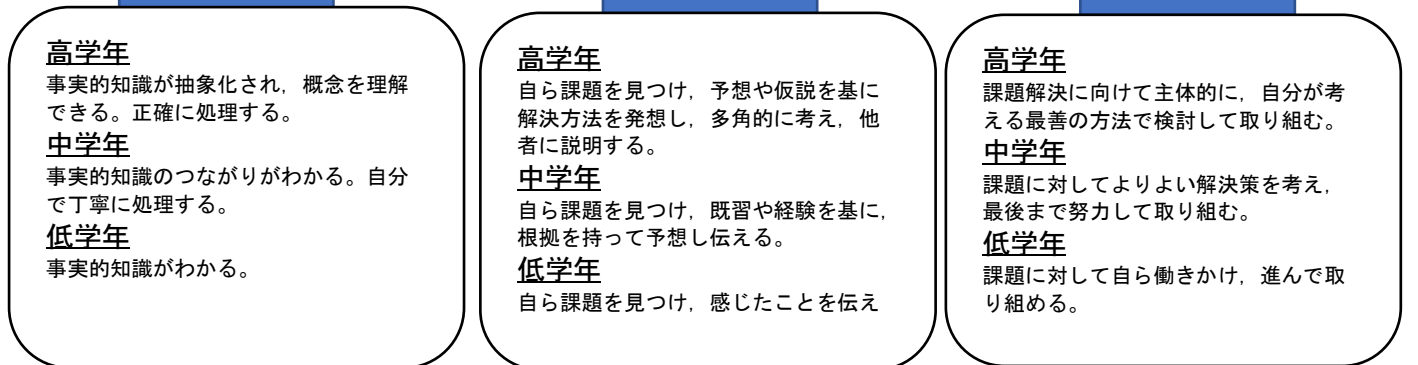 高学年
事実的知識が抽象化され，概念を理解
できる。正確に処理する。
中学年
事実的知識のつながりがわかる。自分
で丁寧に処理する。
低学年
事実的知識がわかる。
高学年
自ら課題を見つけ，予想や仮説を基に
解決方法を発想し，多角的に考え，他
者に説明する。
中学年
自ら課題を見つけ，既習や経験を基に，
根拠を持って予想し伝える。
低学年
自ら課題を見つけ，感じたことを伝え
高学年
課題解決に向けて主体的に，自分が考
える最善の方法で検討して取り組む。
中学年
課題に対してよりよい解決策を考え，
最後まで努力して取り組む。
低学年
課題に対して自ら働きかけ，進んで取
り組める。